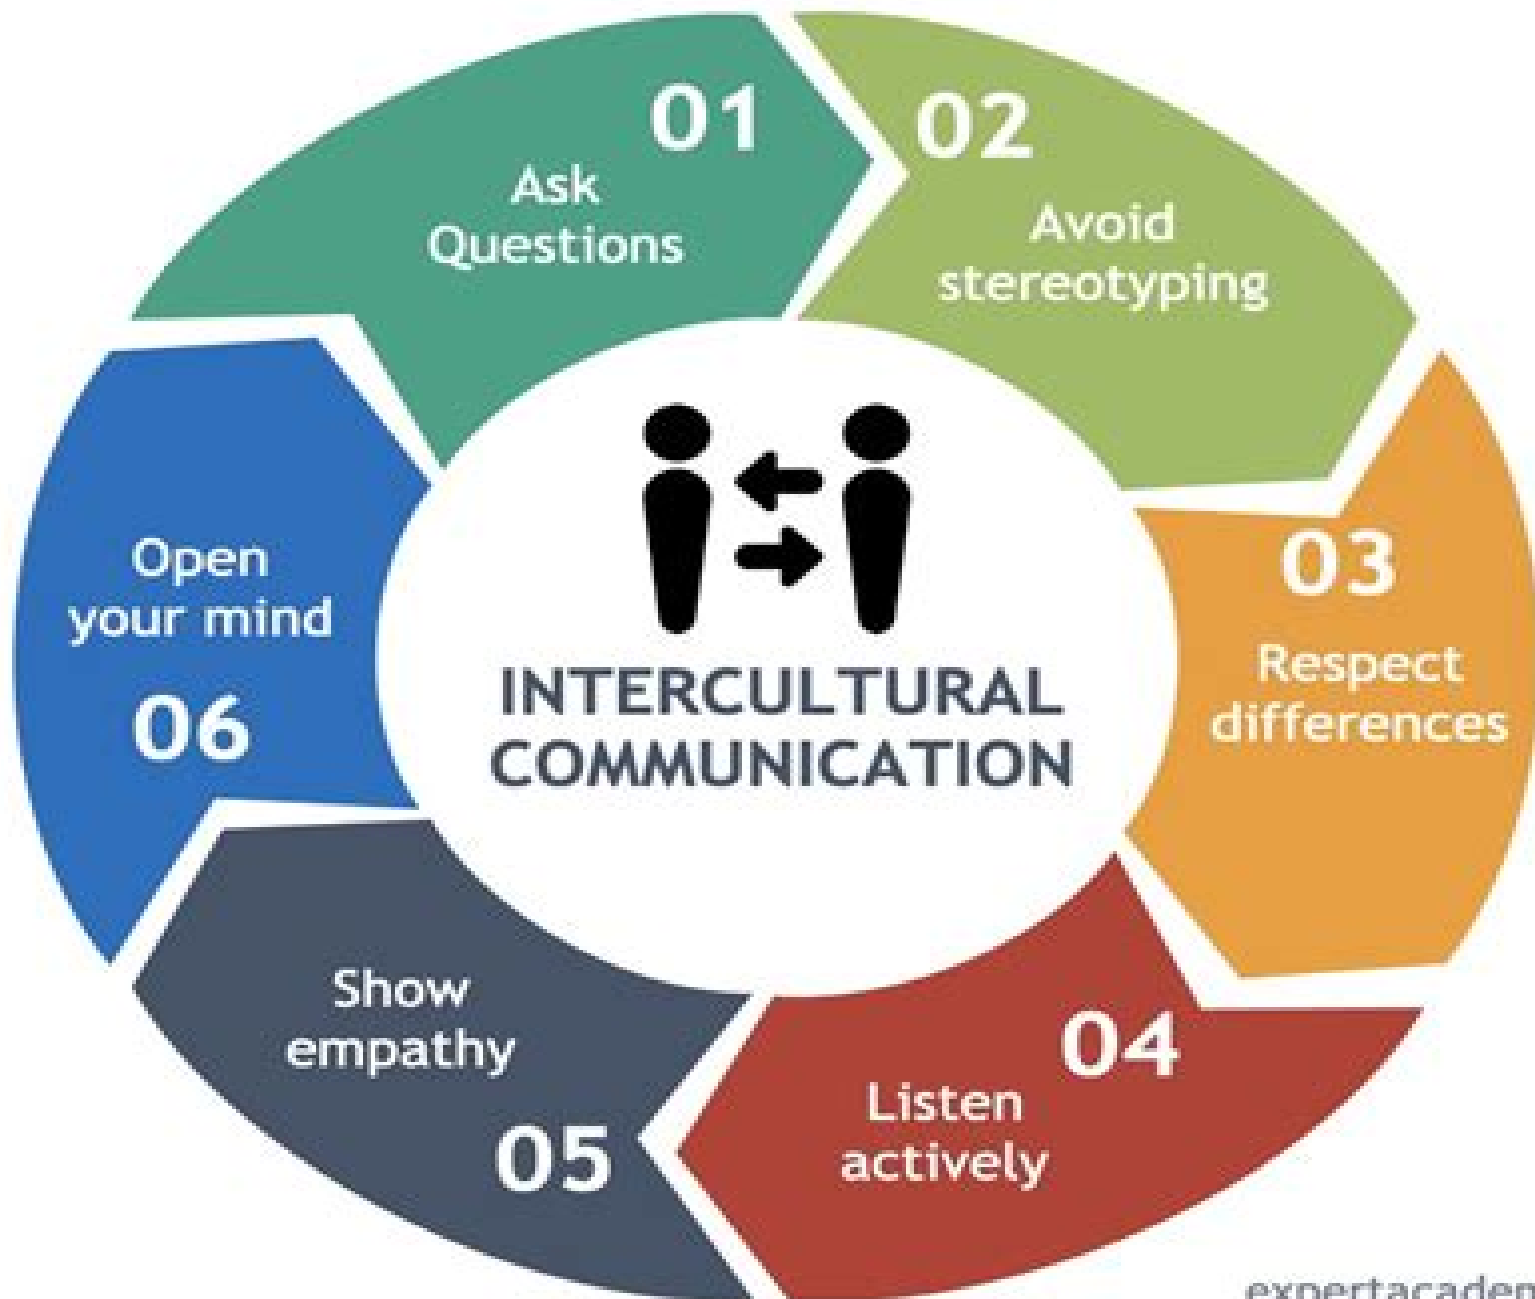 01
Ask
Questions
02
Avoid
stereotyping
03
Respect
differences
04
Listen
actively
05
Show
empathy
06
Open
your mind
INTERCULTURAL
COMMUNICATION